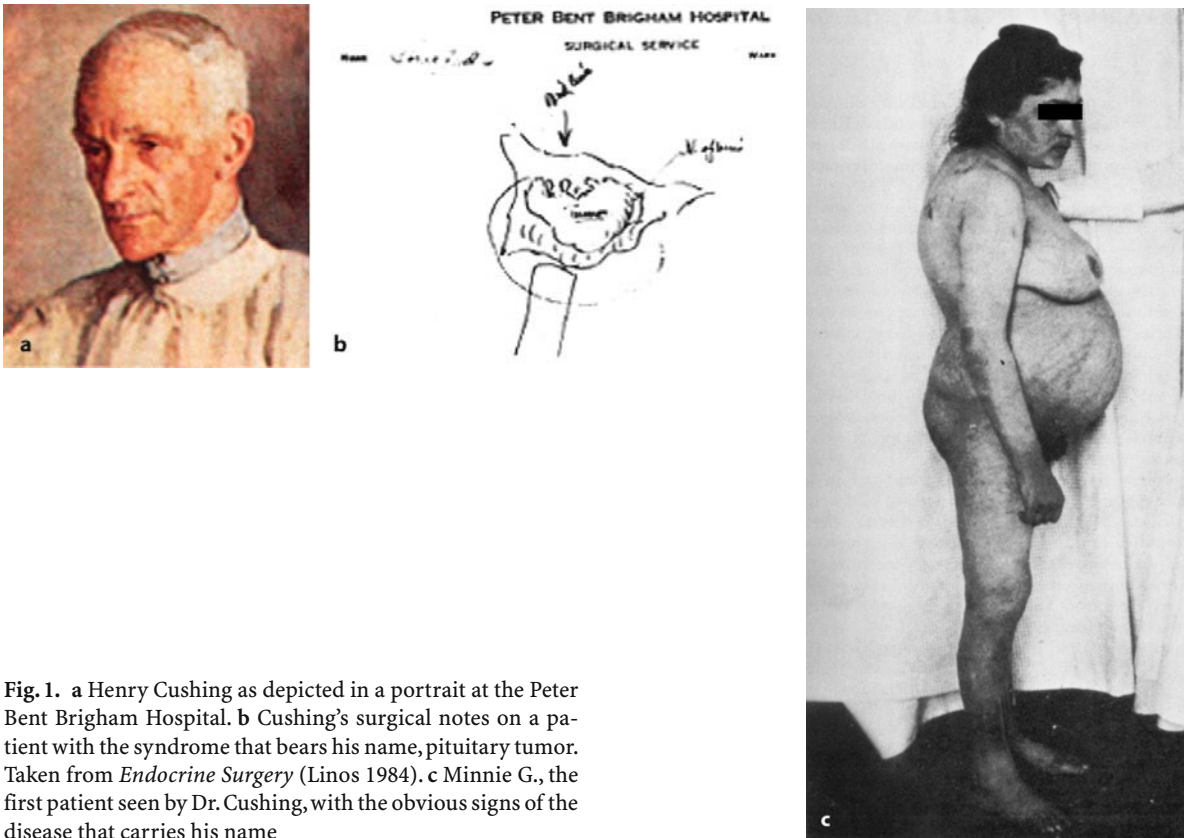 PETER BENT BRIGHAM HOSPITAL
SURGICAL SERVICE
NAME
WARD
tumor
a
b
c
Fig. 1. a Henry Cushing as depicted in a portrait at the Peter
Bent Brigham Hospital. b Cushing's surgical notes on a pa-
tient with the syndrome that bears his name, pituitary tumor.
Taken from Endocrine Surgery (Linos 1984). c Minnie G., the
first patient seen by Dr. Cushing, with the obvious signs of the
disease that carries his name